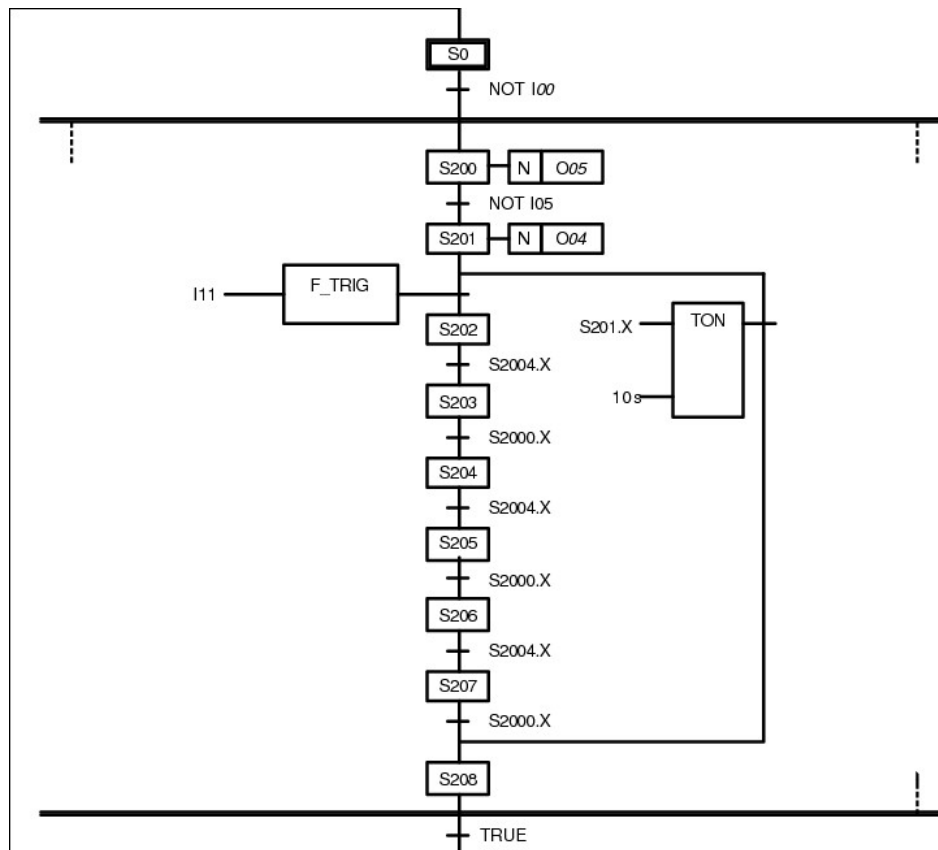 S0
NOT I00
S200 N O05
NOT I05
S201 N O04
I11 F_TRIG
S202 S201.X TON
S2004.X
S203 10s
S2000.X
S204
S2004.X
S205
S2000.X
S206
S2004.X
S207
S2000.X
S208
TRUE